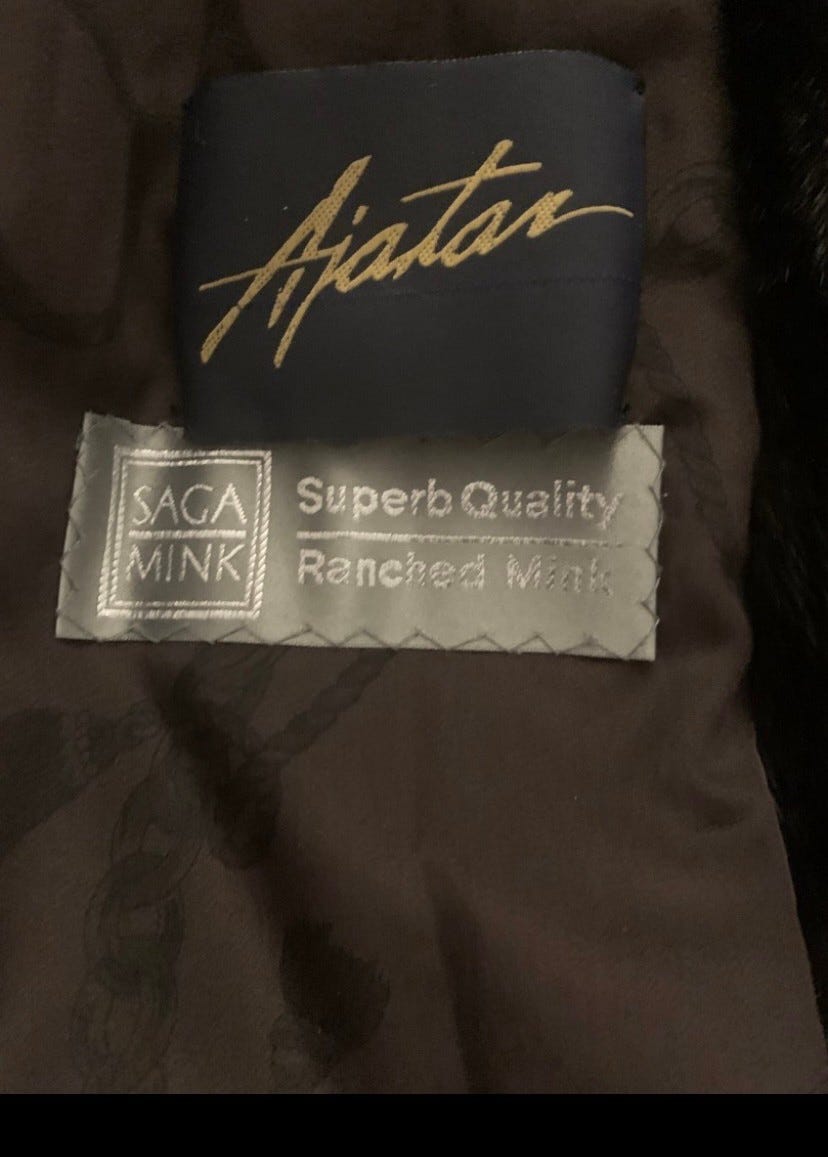 Ajatar
SAGA
MINK
Superb Quality
Ranched Mink